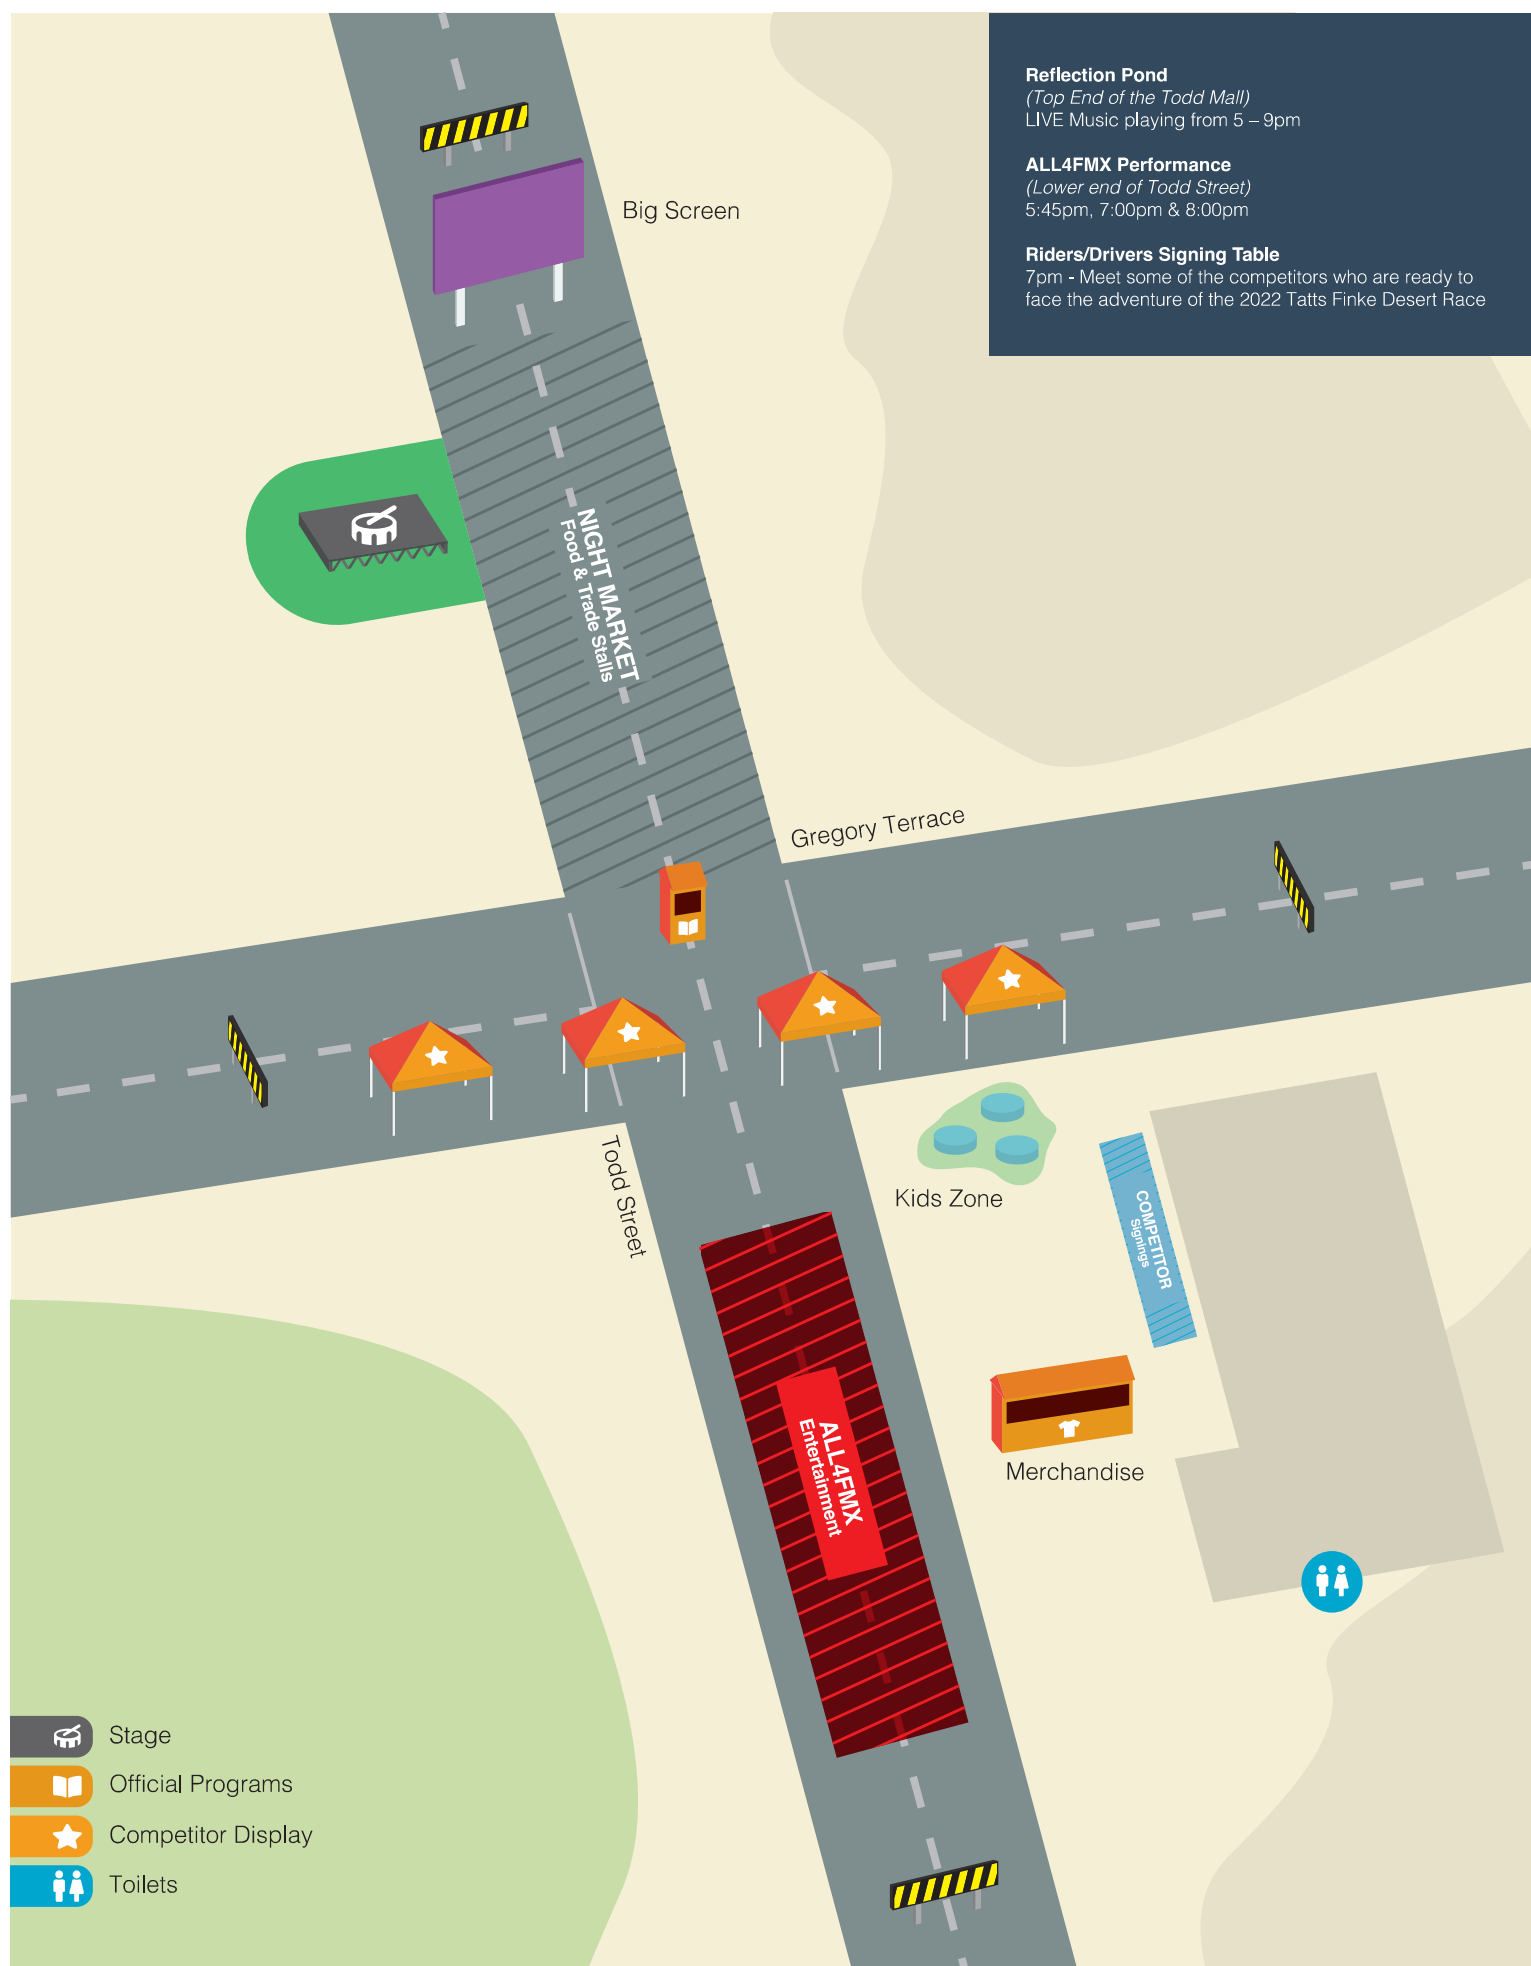 Reflection Pond
(Top End of the Todd Mall)
LIVE Music playing from 5 – 9pm
ALL4FMX Performance
(Lower end of Todd Street)
5:45pm, 7:00pm & 8:00pm
Riders/Drivers Signing Table
7pm - Meet some of the competitors who are ready to
face the adventure of the 2022 Tatts Finke Desert Race
Big Screen
NIGHT MARKET
Food & Trade Stalls
Gregory Terrace
Todd Street
Kids Zone
COMPETITOR
Signings
Merchandise
ALL4FMX
Entertainment
Stage
Official Programs
Competitor Display
Toilets